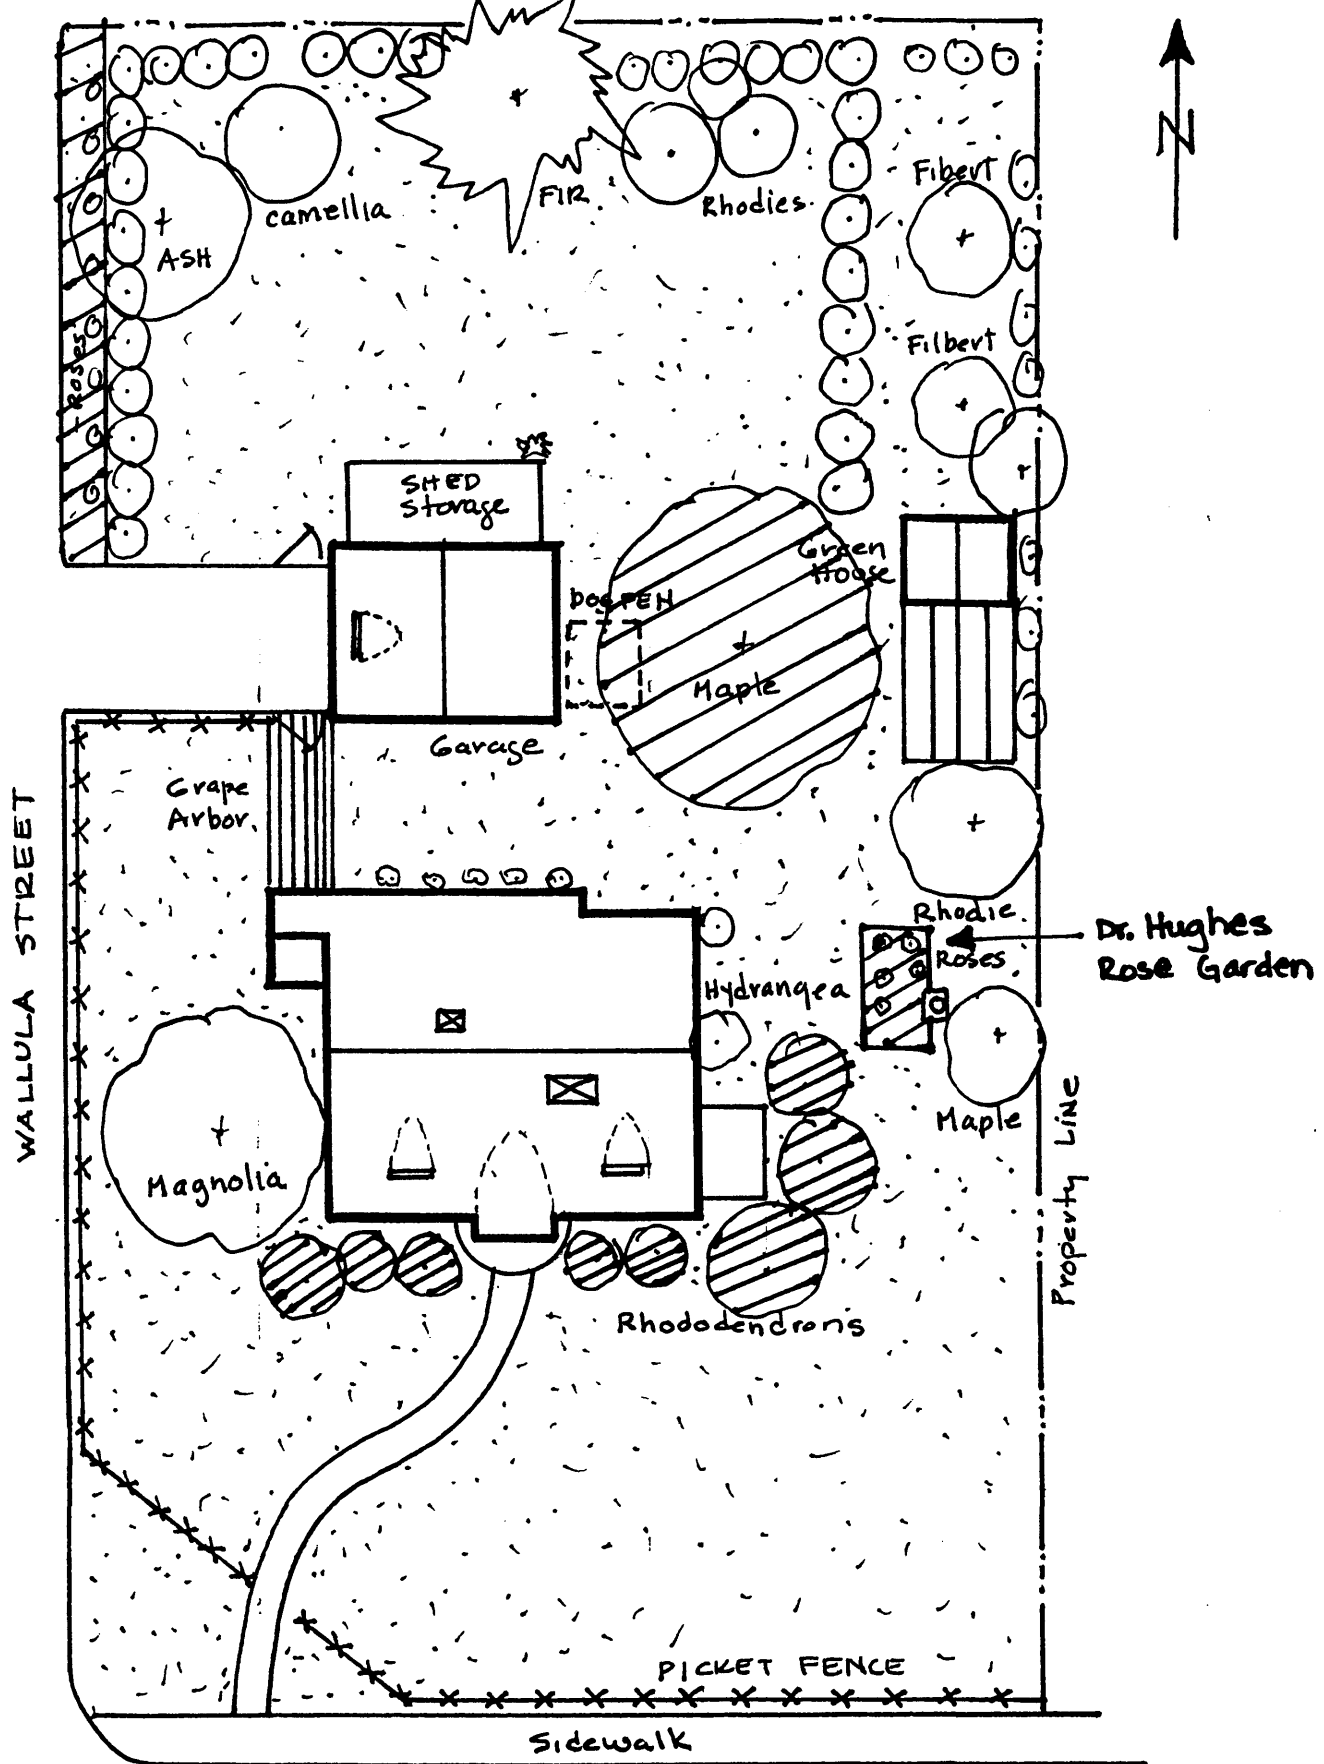 N
FIR
camellia
Rhodies
Fibert
ASH
Filbert
Roses
SHED
Storage
Green
House
DOG PEN
Maple
Garage
Grape
Arbor
WALLULA STREET
Rhodie
Dr. Hughes
Rose Garden
Roses
Hydrangea
Maple
Property Line
Magnolia
Rhododendrons
PICKET FENCE
Sidewalk